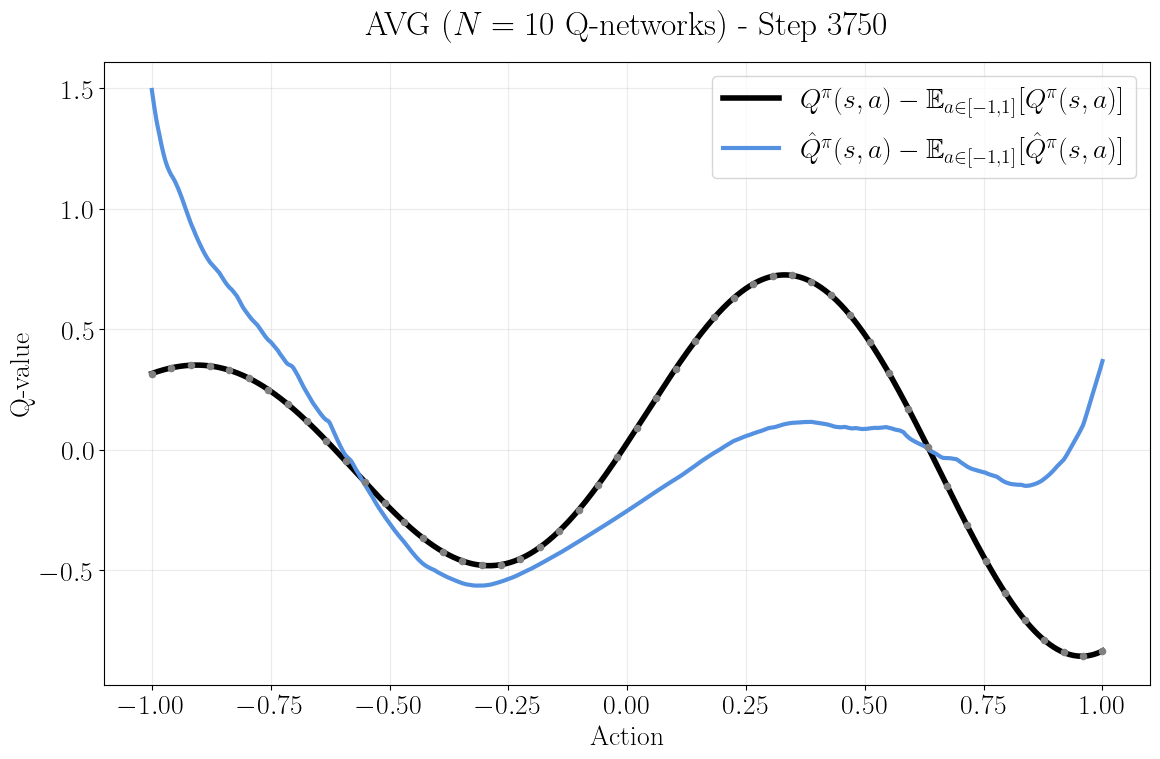 AVG (N = 10 Q-networks) - Step 3750
Q^π(s, a) − 𝔼_{a∈[−1,1]}[Q^π(s, a)]
Q̂^π(s, a) − 𝔼_{a∈[−1,1]}[Q̂^π(s, a)]
1.5
1.0
0.5
0.0
−0.5
Q-value
−1.00 −0.75 −0.50 −0.25 0.00 0.25 0.50 0.75 1.00
Action